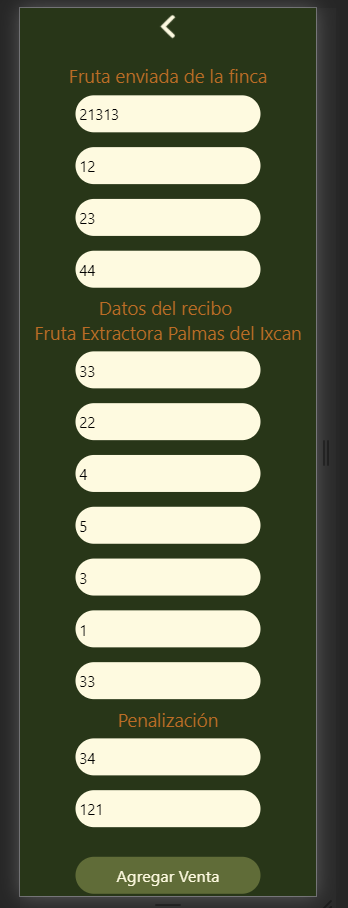 Fruta enviada de la finca
21313
12
23
44
Datos del recibo
Fruta Extractora Palmas del Ixcan
33
22
4
5
3
1
33
Penalización
34
121
Agregar Venta